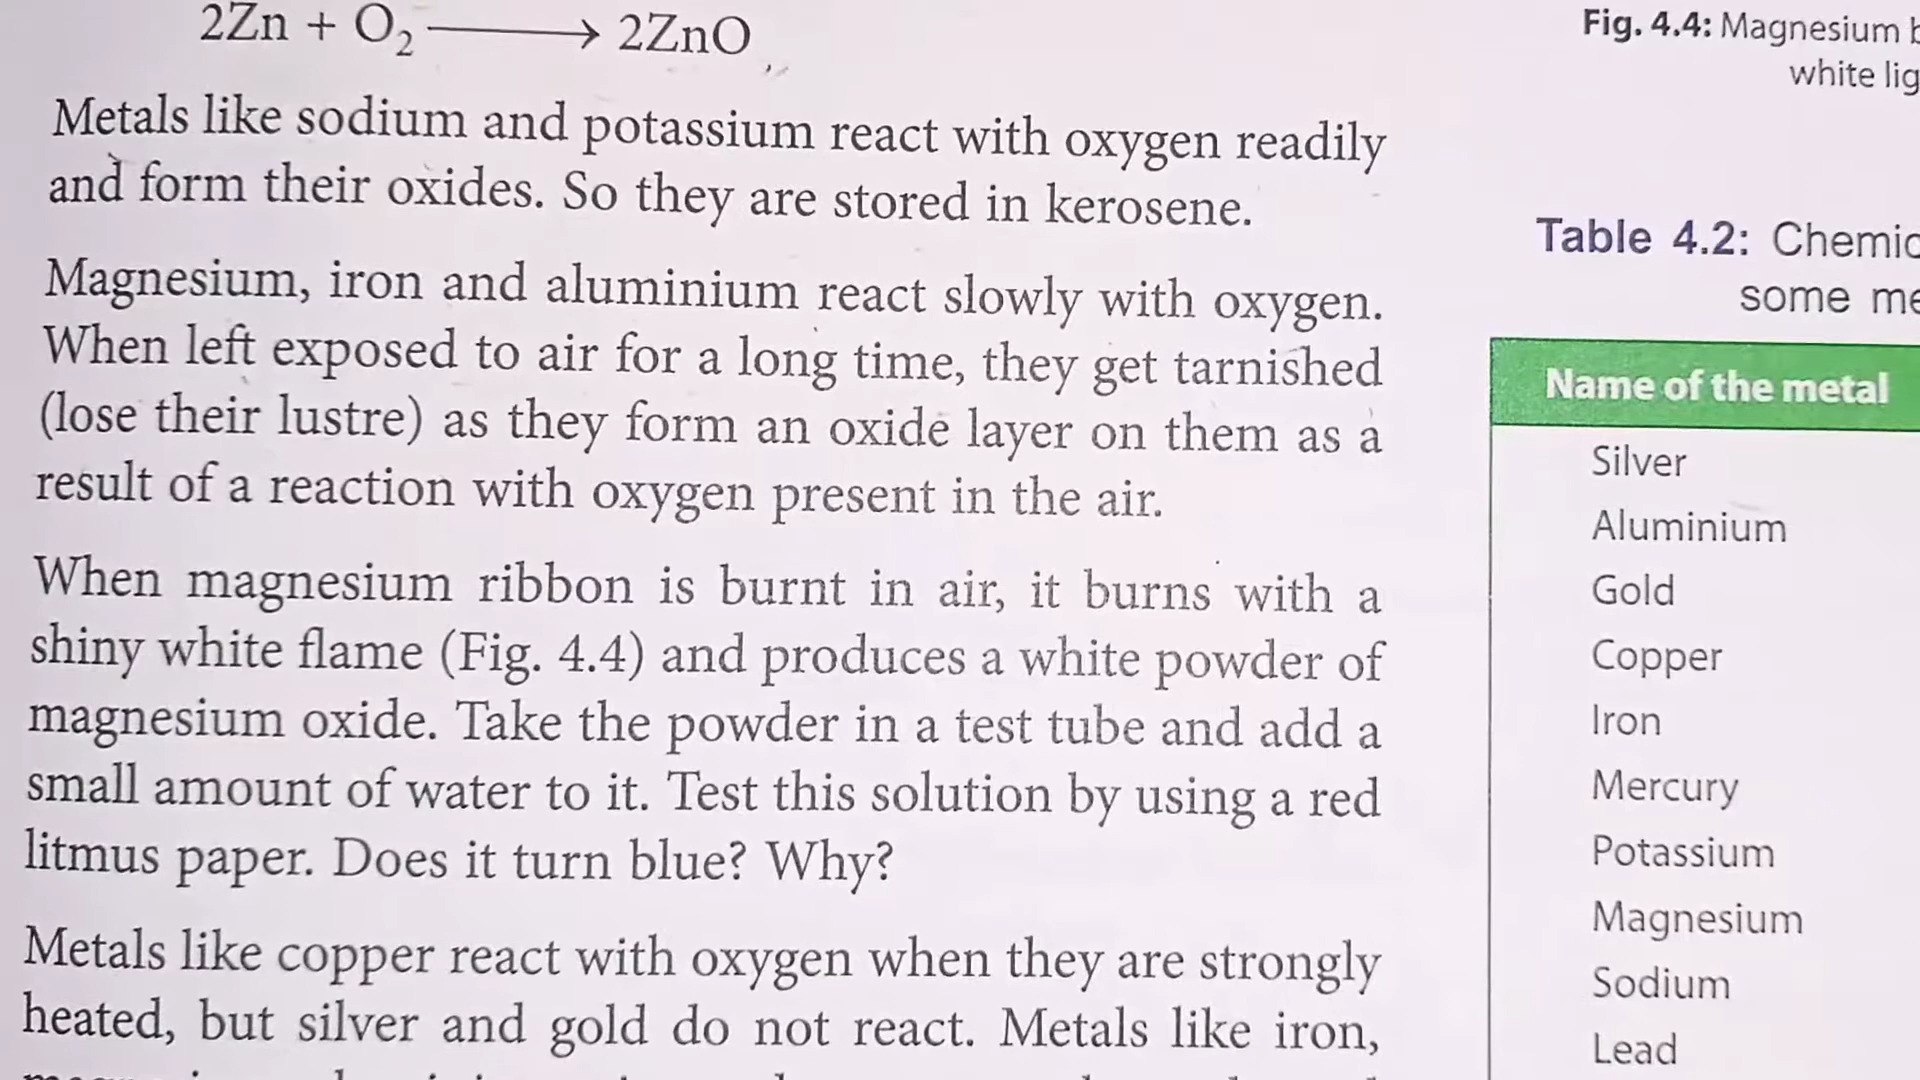 2Zn + O₂ ⟶ 2ZnO
Metals like sodium and potassium react with oxygen readily
and form their oxides. So they are stored in kerosene.
Magnesium, iron and aluminium react slowly with oxygen.
When left exposed to air for a long time, they get tarnished
(lose their lustre) as they form an oxide layer on them as a
result of a reaction with oxygen present in the air.
When magnesium ribbon is burnt in air, it burns with a
shiny white flame (Fig. 4.4) and produces a white powder of
magnesium oxide. Take the powder in a test tube and add a
small amount of water to it. Test this solution by using a red
litmus paper. Does it turn blue? Why?
Metals like copper react with oxygen when they are strongly
heated, but silver and gold do not react. Metals like iron,
Fig. 4.4: Magnesium
white
Table 4.2:
some
Name of the metal
Silver
Aluminium
Gold
Copper
Iron
Mercury
Potassium
Magnesium
Sodium
Lead